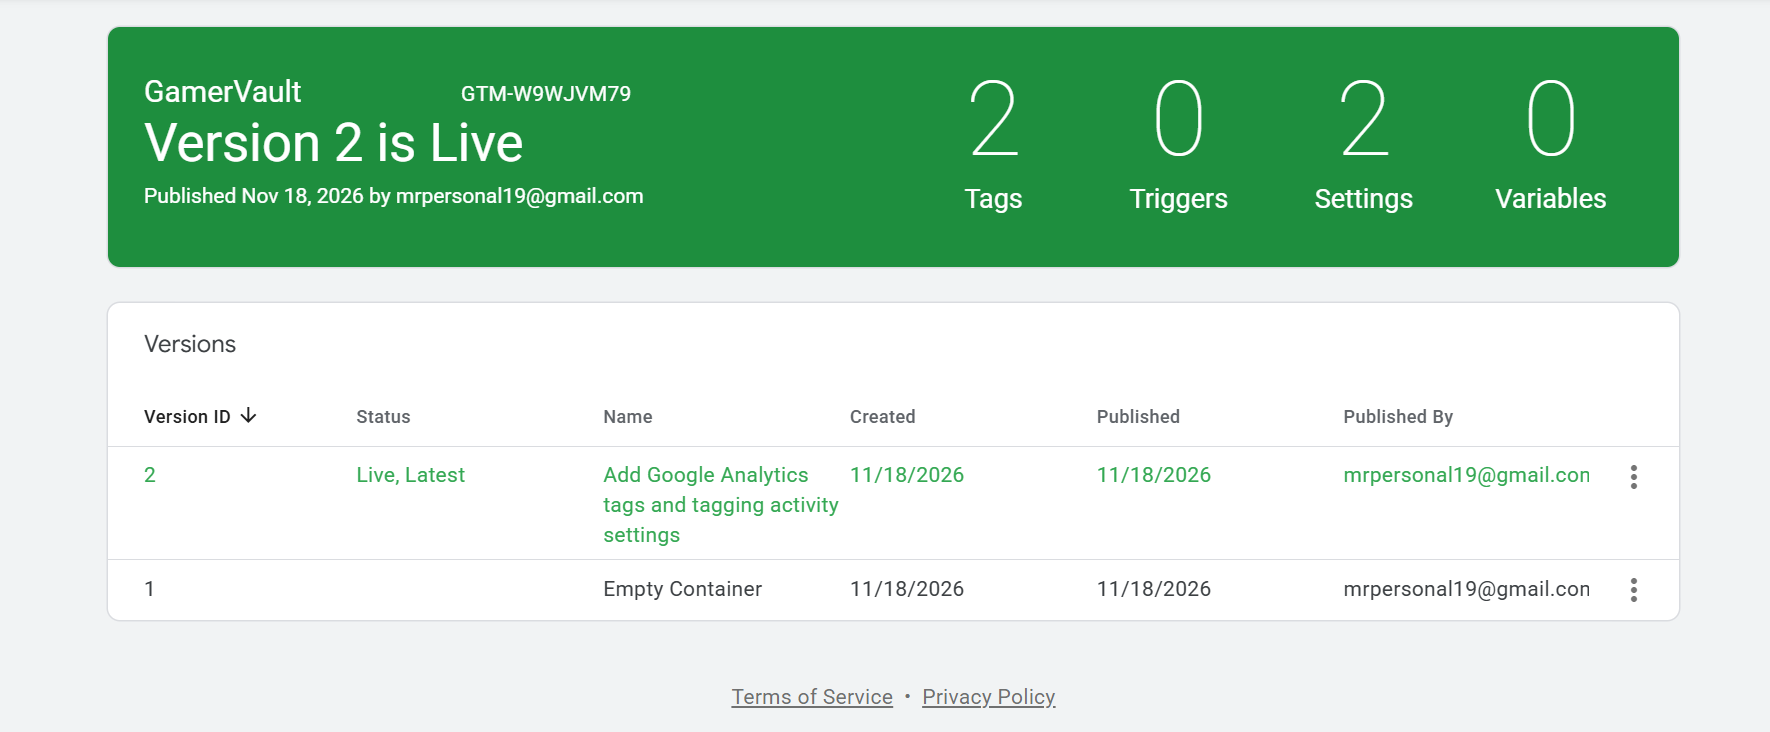 GamerVault GTM-W9WJVM79
Version 2 is Live
Published Nov 18, 2026 by mrpersonal19@gmail.com
2 0 2 0
Tags Triggers Settings Variables
Versions
Version ID Status Name Created Published Published By
2 Live, Latest Add Google Analytics 11/18/2026 11/18/2026 mrpersonal19@gmail.con
tags and tagging activity
settings
1 Empty Container 11/18/2026 11/18/2026 mrpersonal19@gmail.con
Terms of Service • Privacy Policy